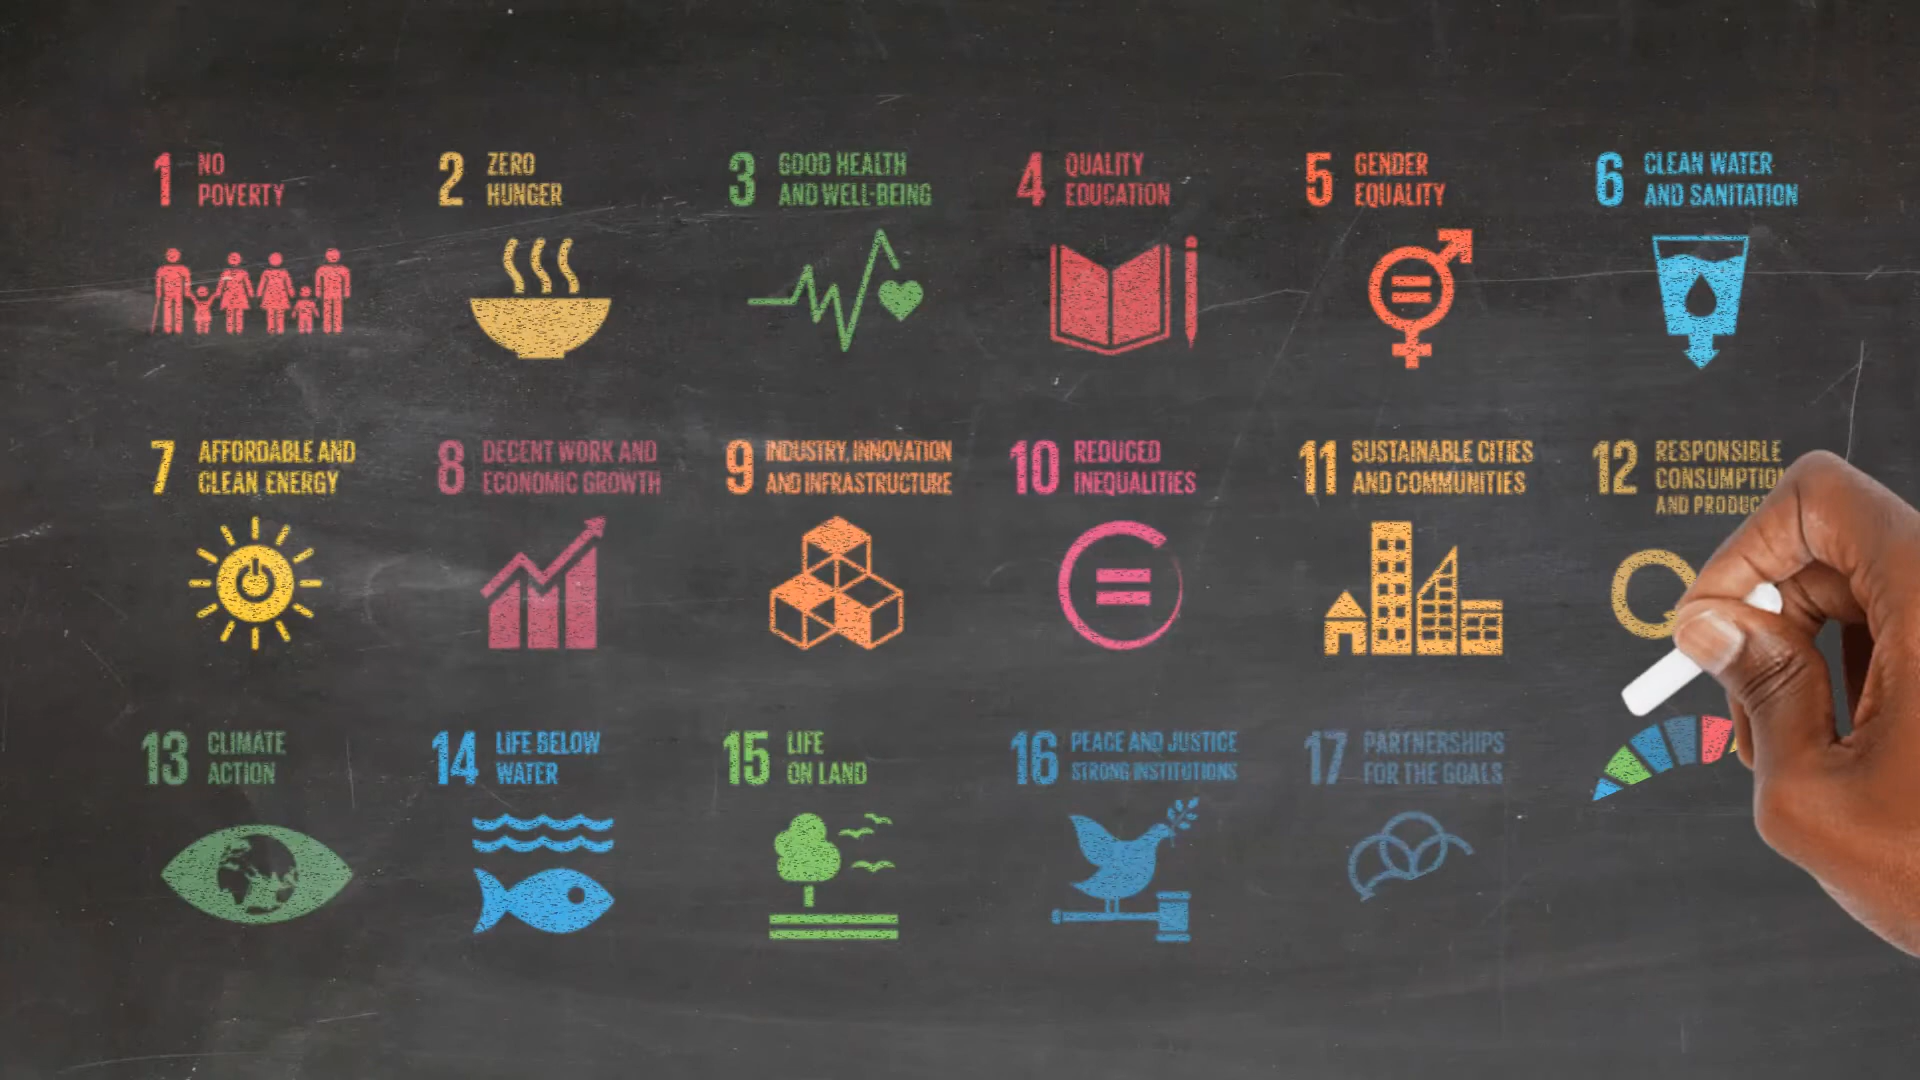 1 NO
POVERTY
2 ZERO
HUNGER
3 GOOD HEALTH
AND WELL-BEING
4 QUALITY
EDUCATION
5 GENDER
EQUALITY
6 CLEAN WATER
AND SANITATION
7 AFFORDABLE AND
CLEAN ENERGY
8 DECENT WORK AND
ECONOMIC GROWTH
9 INDUSTRY, INNOVATION
AND INFRASTRUCTURE
10 REDUCED
INEQUALITIES
11 SUSTAINABLE CITIES
AND COMMUNITIES
12 RESPONSIBLE
CONSUMPTIO
AND PRODUC
13 CLIMATE
ACTION
14 LIFE BELOW
WATER
15 LIFE
ON LAND
16 PEACE AND JUSTICE
STRONG INSTITUTIONS
17 PARTNERSHIPS
FOR THE GOALS